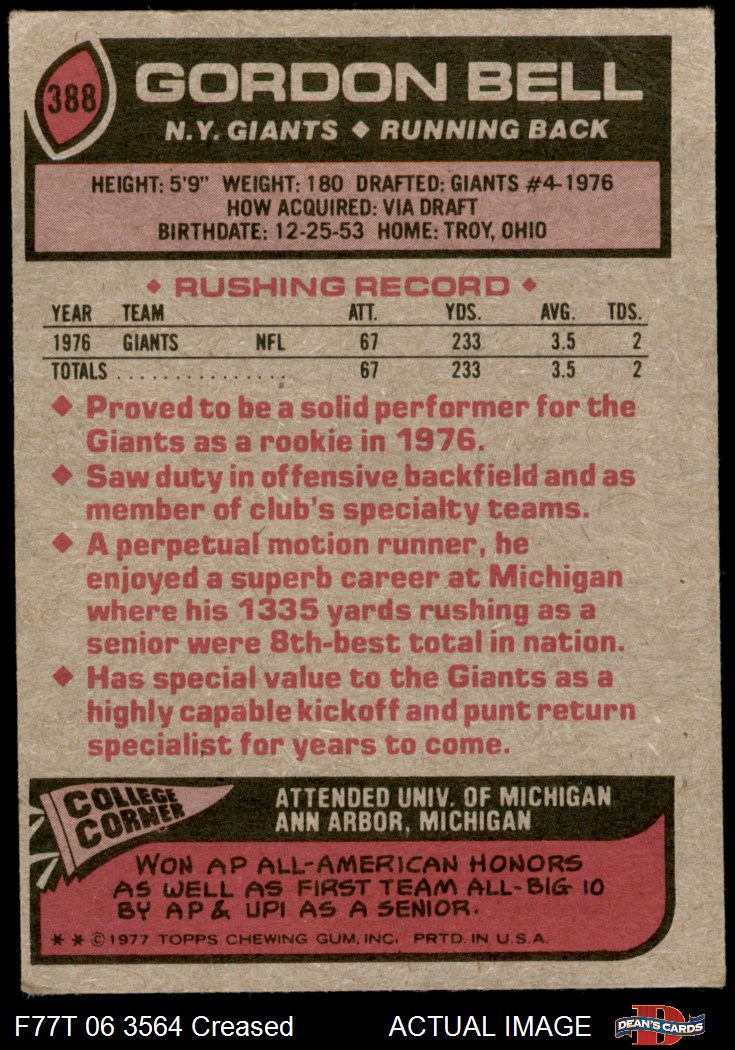 388
GORDON BELL
N.Y. GIANTS ◆ RUNNING BACK
HEIGHT: 5'9" WEIGHT: 180 DRAFTED: GIANTS #4-1976
HOW ACQUIRED: VIA DRAFT
BIRTHDATE: 12-25-53 HOME: TROY, OHIO
◆ RUSHING RECORD ◆
YEAR TEAM ATT. YDS. AVG. TDS.
1976 GIANTS NFL 67 233 3.5 2
TOTALS . . . . . . . . . . . . . . . 67 233 3.5 2
◆ Proved to be a solid performer for the
Giants as a rookie in 1976.
◆ Saw duty in offensive backfield and as
member of club's specialty teams.
◆ A perpetual motion runner, he
enjoyed a superb career at Michigan
where his 1335 yards rushing as a
senior were 8th-best total in nation.
◆ Has special value to the Giants as a
highly capable kickoff and punt return
specialist for years to come.
COLLEGE
CORNER
ATTENDED UNIV. OF MICHIGAN
ANN ARBOR, MICHIGAN
WON AP ALL-AMERICAN HONORS
AS WELL AS FIRST TEAM ALL-BIG 10
BY AP & UPI AS A SENIOR.
* * © 1977 TOPPS CHEWING GUM, INC. PRTD. IN U.S.A.
F77T 06 3564 Creased ACTUAL IMAGE
D
DEAN'S CARDS